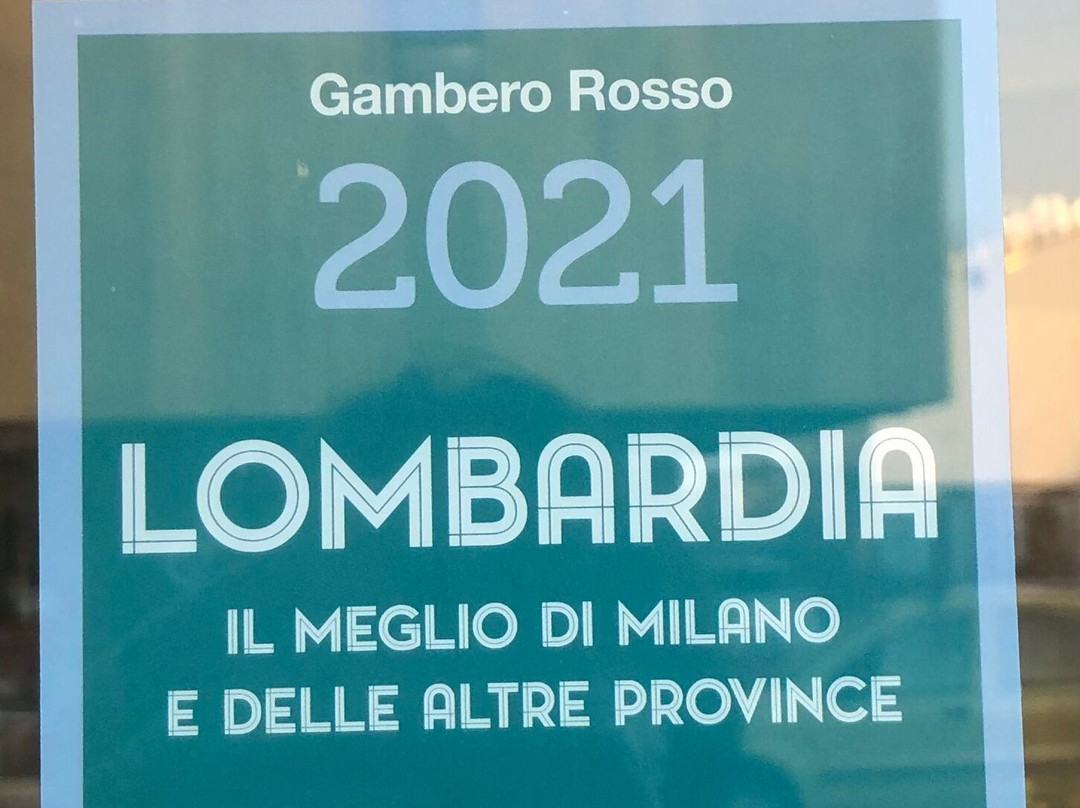 Gambero Rosso
2021
LOMBARDIA
IL MEGLIO DI MILANO
E DELLE ALTRE PROVINCE